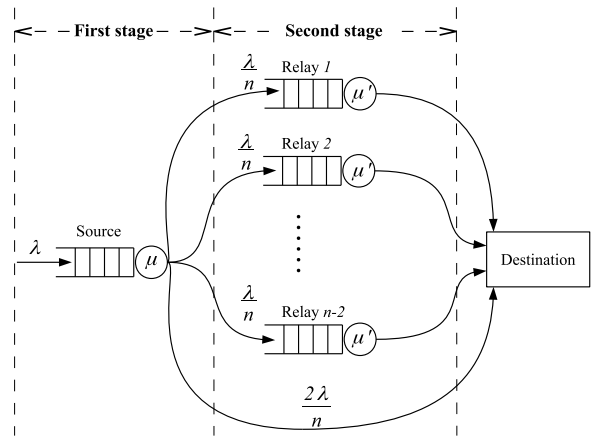 First stage
Second stage
Relay 1
λ/n
μ'
Relay 2
λ/n
μ'
Source
λ
μ
Destination
Relay n-2
λ/n
μ'
2λ/n